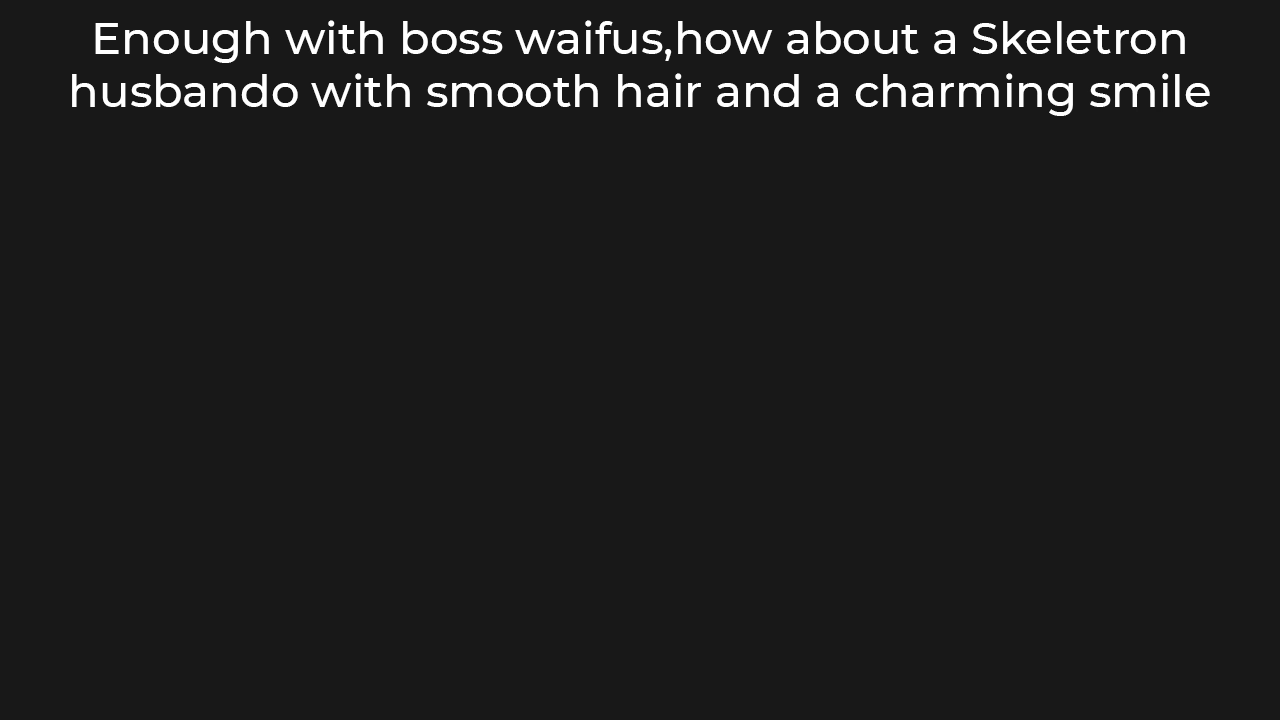 Enough with boss waifus,how about a Skeletron
husbando with smooth hair and a charming smile